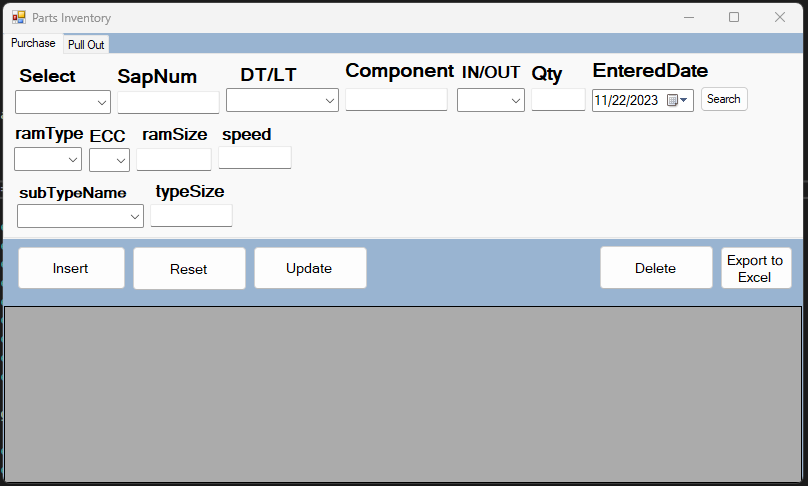 Parts Inventory
Purchase Pull Out
Select SapNum DT/LT Component IN/OUT Qty EnteredDate
11/22/2023 Search
ramType ECC ramSize speed
subTypeName typeSize
Insert Reset Update Delete Export to
Excel